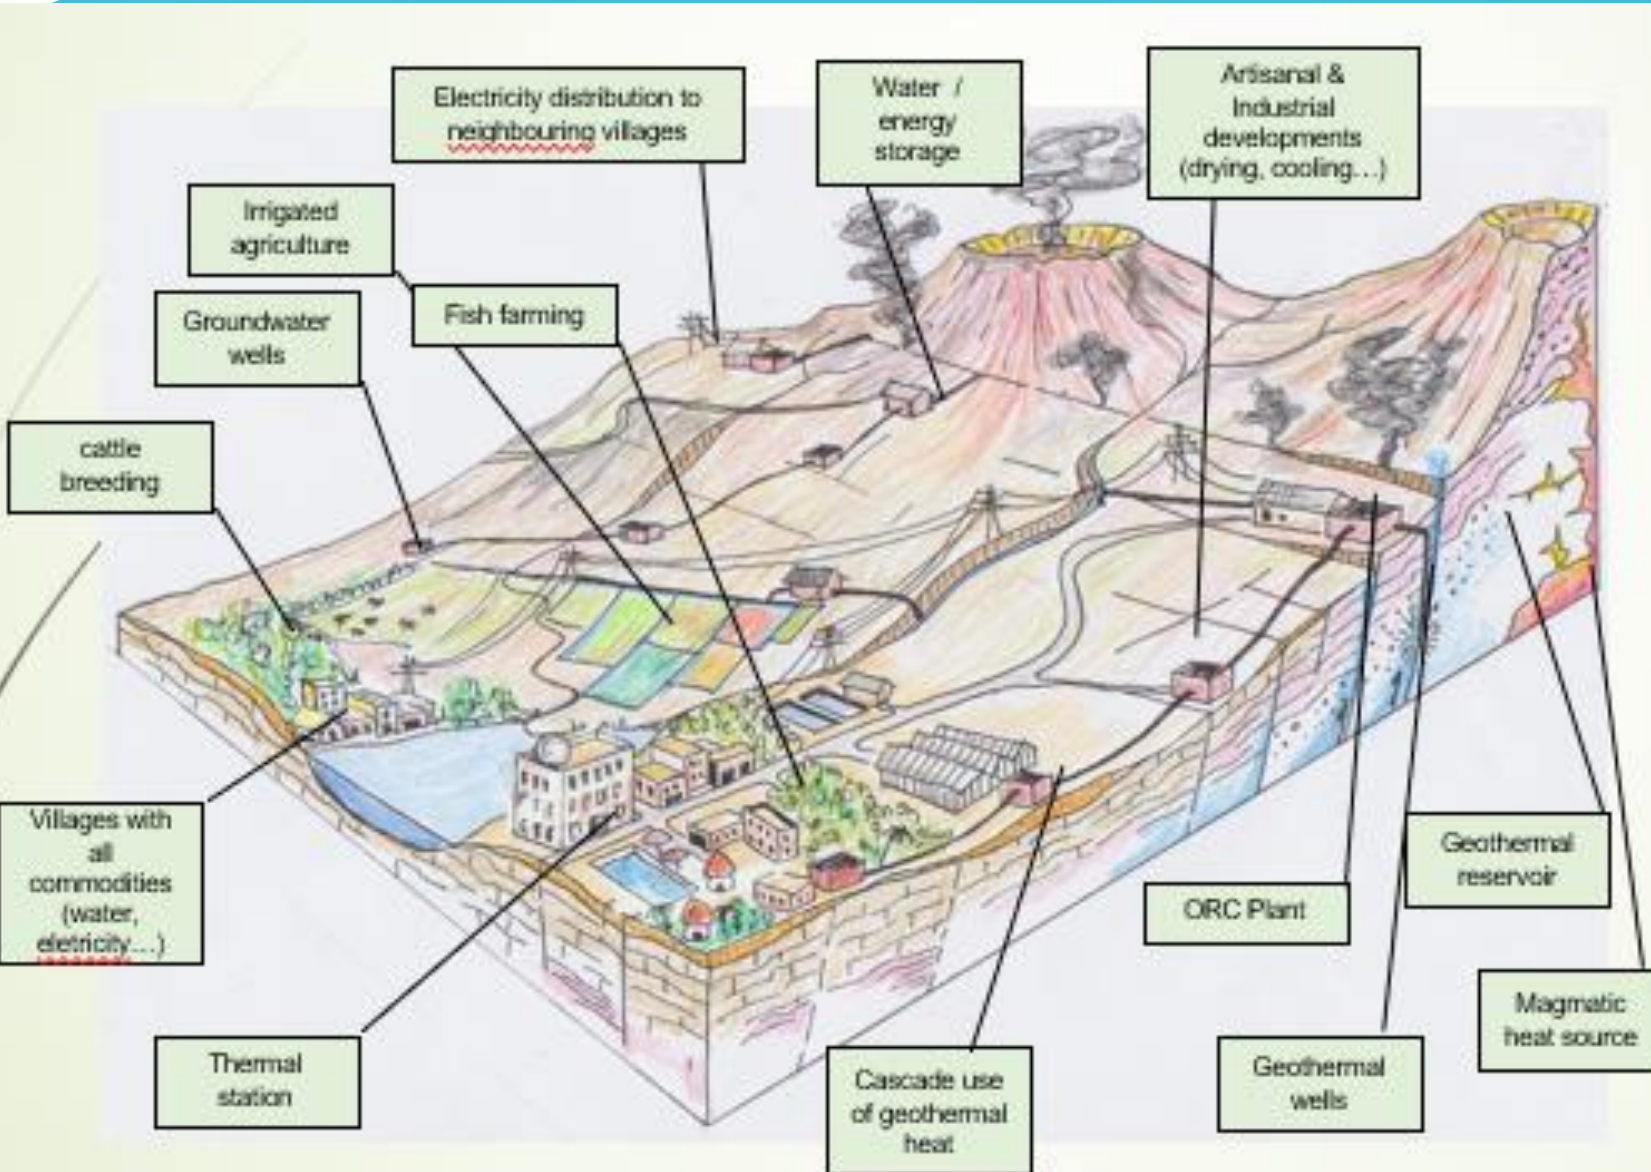 Electricity distribution to
neighbouring villages
Water /
energy
storage
Artisanal &
Industrial
developments
(drying, cooling...)
Irrigated
agriculture
Groundwater
wells
Fish farming
cattle
breeding
Villages with
all
commodities
(water,
eletricity....)
Thermal
station
Cascade use
of geothermal
heat
ORC Plant
Geothermal
wells
Geothermal
reservoir
Magmatic
heat source